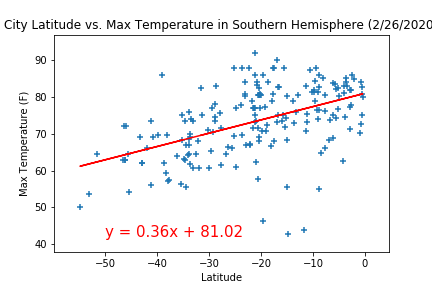 City Latitude vs. Max Temperature in Southern Hemisphere (2/26/2020
Max Temperature (F)
90
80
70
60
50
40
y = 0.36x + 81.02
−50 −40 −30 −20 −10 0
Latitude